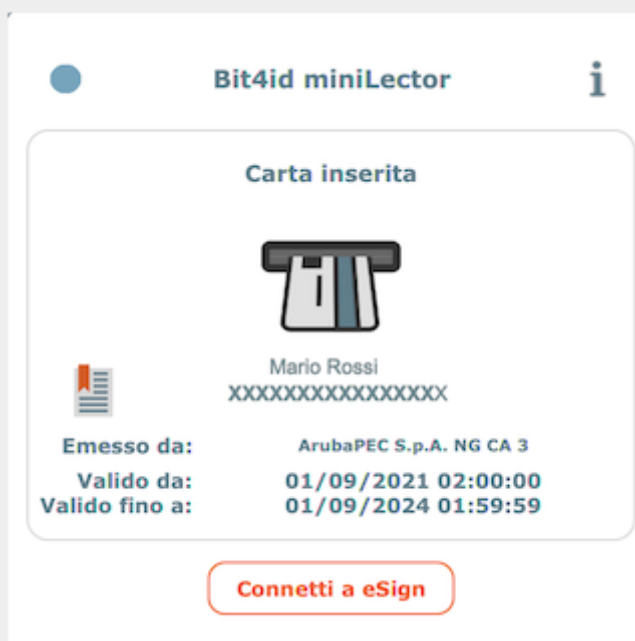 Bit4id miniLector
Carta inserita
Mario Rossi
XXXXXXXXXXXXXXXX
Emesso da: ArubaPEC S.p.A. NG CA 3
Valido da: 01/09/2021 02:00:00
Valido fino a: 01/09/2024 01:59:59
Connetti a eSign